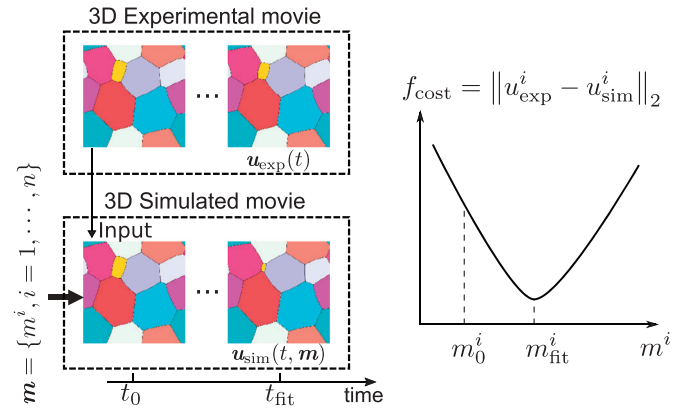 3D Experimental movie
...
u_exp(t)
3D Simulated movie
Input
...
u_sim(t, m)
m = {m^i, i = 1, ⋯, n}
t_0
t_fit
time
f_cost = ‖u^i_exp − u^i_sim‖_2
m^i_0
m^i_fit
m^i